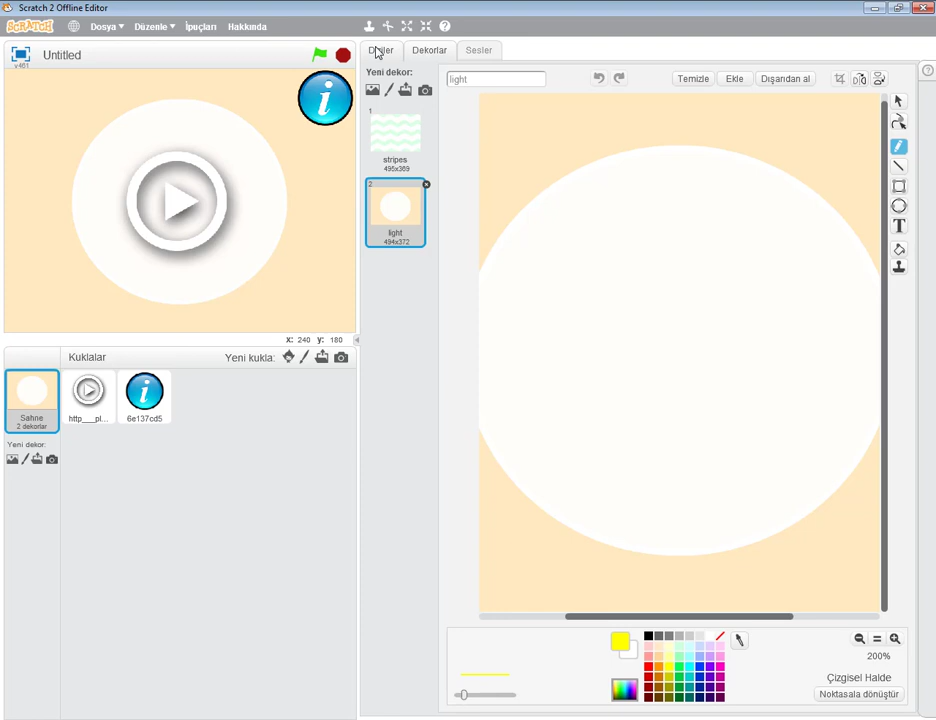 Scratch 2 Offline Editor
SCRATCH Dosya Düzenle İpuçları Hakkında
v461 Untitled
Dekorlar Sesler
Yeni dekor:
light Temizle Ekle Dışarıdan al
1
stripes
495x369
2
light
494x372
i
x: 240 y: 180
Kuklalar Yeni kukla:
Sahne
2 dekorlar
http___pl...
i
6e137cd5
Yeni dekor:
T
200%
Çizgisel Halde
Noktasala dönüştür